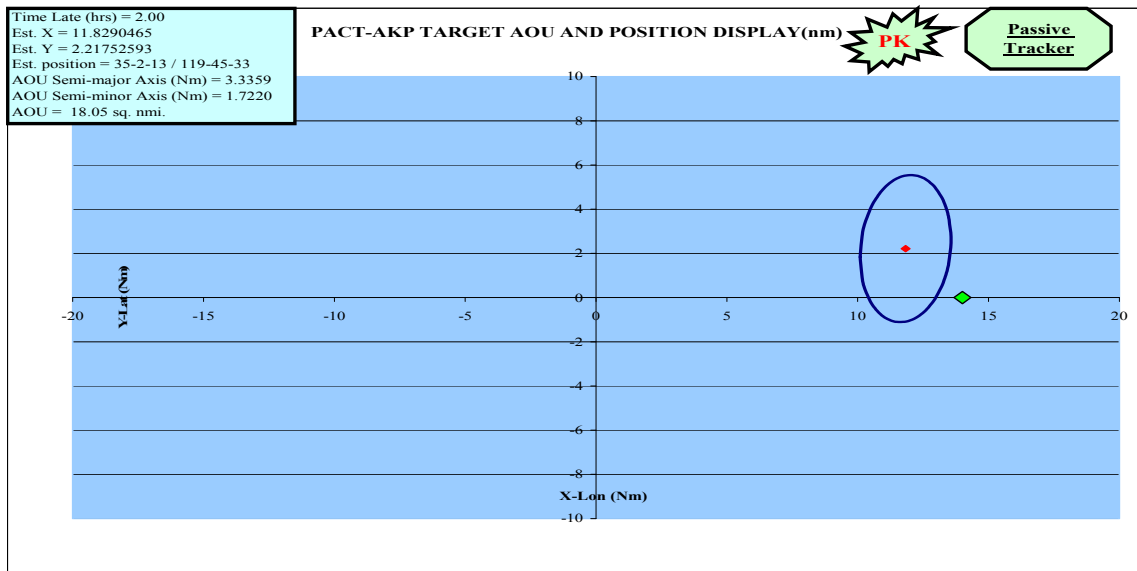 Time Late (hrs) = 2.00
Est. X = 11.8290465
Est. Y = 2.21752593
Est. position = 35-2-13 / 119-45-33
AOU Semi-major Axis (Nm) = 3.3359
AOU Semi-minor Axis (Nm) = 1.7220
AOU =  18.05 sq. nmi.
PACT-AKP TARGET AOU AND POSITION DISPLAY(nm)
PK
Passive
Tracker
10
8
6
4
2
0
-2
-4
-6
-8
-10
-20
-15
-10
-5
0
5
10
15
20
Y-Lat (Nm)
X-Lon (Nm)